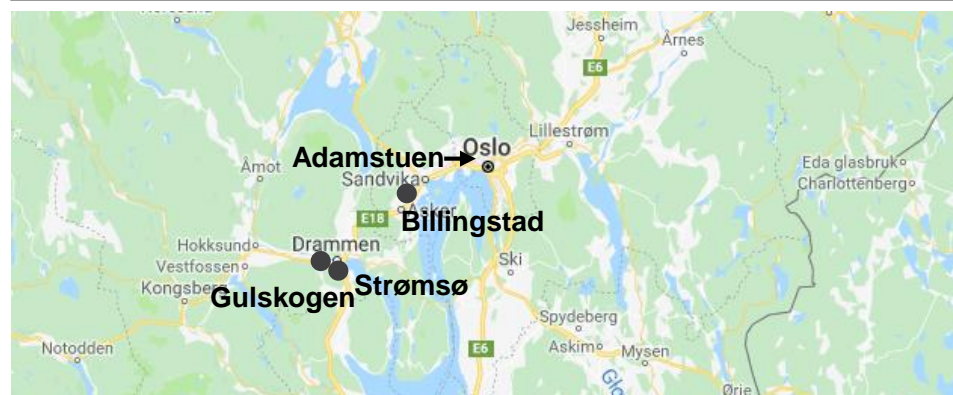 Jessheim
Årnes
E6
Lillestrøm
Oslo
Adamstuen
Åmot
Sandvika
Eda glasbruk
Charlottenberg
Asker
E18
Billingstad
Hokksund
Drammen
Vestfossen
Ski
Kongsberg
Gulskogen
Strømsø
Spydeberg
Notodden
E6
Askim
Mysen
Glo
Ørje